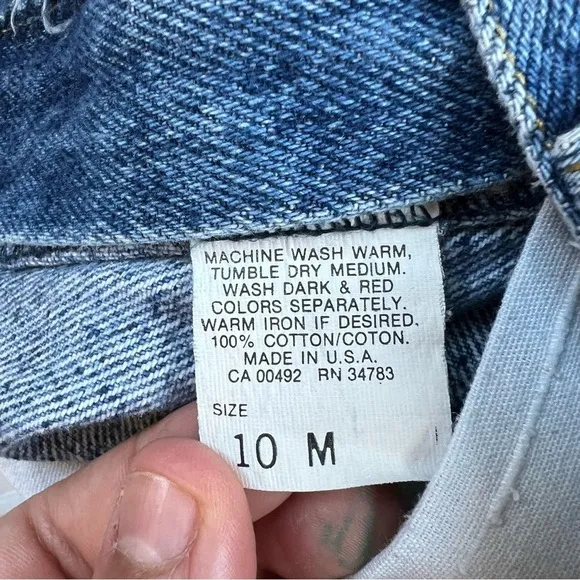 MACHINE WASH WARM,
TUMBLE DRY MEDIUM.
WASH DARK & RED
COLORS SEPARATELY.
WARM IRON IF DESIRED.
100% COTTON/COTON.
MADE IN U.S.A.
CA 00492 RN 34783
SIZE
10 M